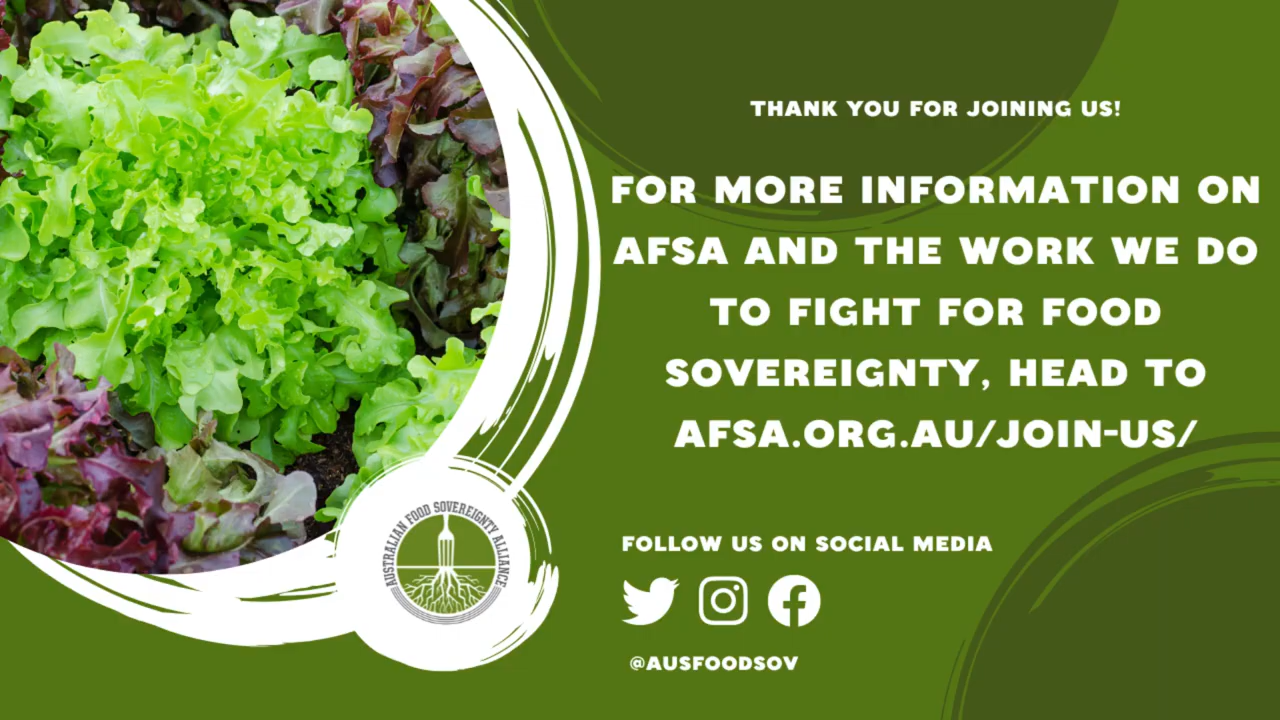 THANK YOU FOR JOINING US!
FOR MORE INFORMATION ON
AFSA AND THE WORK WE DO
TO FIGHT FOR FOOD
SOVEREIGNTY, HEAD TO
AFSA.ORG.AU/JOIN-US/
AUSTRALIAN FOOD SOVEREIGNTY ALLIANCE
FOLLOW US ON SOCIAL MEDIA
@AUSFOODSOV